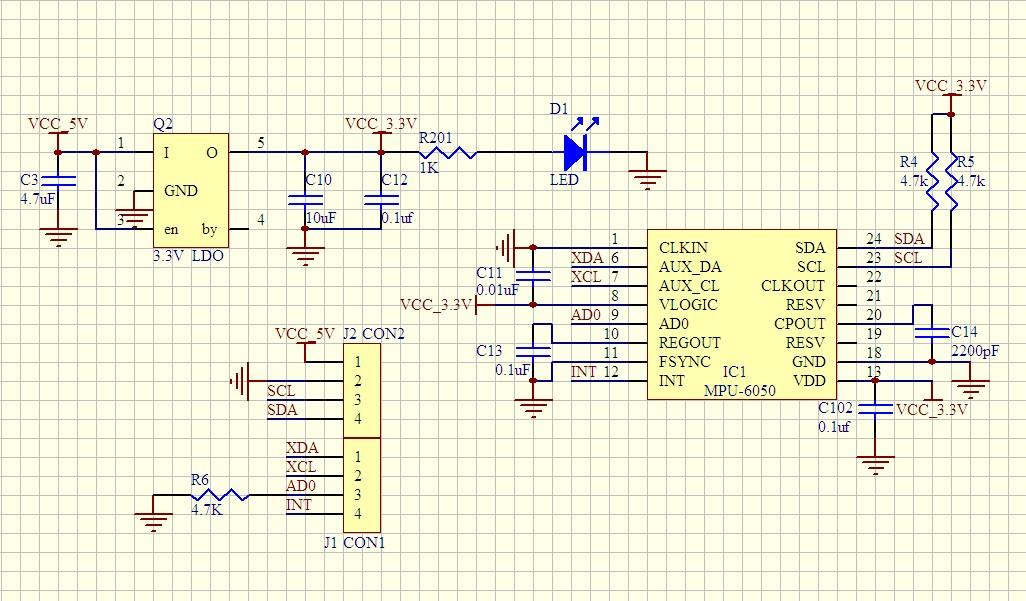 VCC_5V
Q2
C3
4.7uF
1
2
3
I
GND
en
O
by
5
4
3.3V LDO
VCC_3.3V
C10
10uF
C12
0.1uf
R201
1K
D1
LED
VCC_3.3V
R4
4.7k
R5
4.7k
C11
0.01uF
VCC_3.3V
C13
0.1uF
1 CLKIN
XDA 6 AUX_DA
XCL 7 AUX_CL
8 VLOGIC
AD0 9 AD0
10 REGOUT
11 FSYNC
INT 12 INT
IC1
MPU-6050
SDA 24 SDA
SCL 23 SCL
CLKOUT 22
RESV 21
CPOUT 20
RESV 19
GND 18
VDD 13
C14
2200pF
C102
0.1uf
VCC_3.3V
VCC_5V
J2 CON2
1
2
SCL 3
SDA 4
XDA 1
XCL 2
AD0 3
INT 4
R6
4.7K
J1 CON1